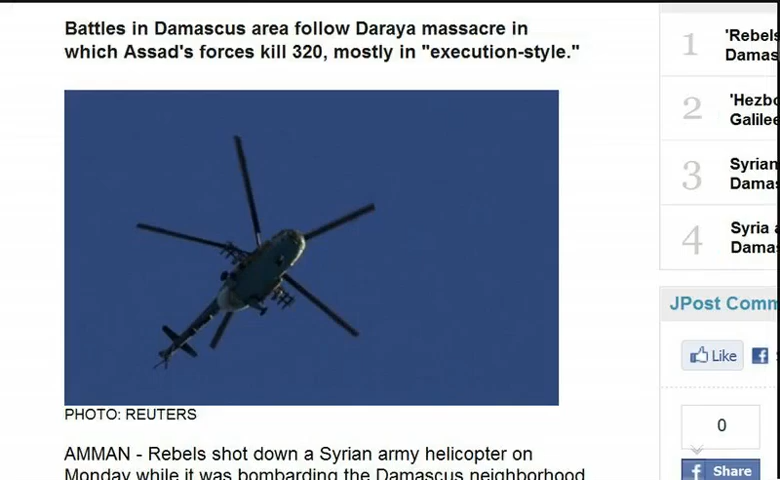 Battles in Damascus area follow Daraya massacre in
which Assad's forces kill 320, mostly in "execution-style."
PHOTO: REUTERS
AMMAN - Rebels shot down a Syrian army helicopter on
Monday while it was bombarding the Damascus neighborhood
1
'Rebels
Damas
2
'Hezbo
Galilee
3
Syrian
Damas
4
Syria a
Damas
JPost Comm
Like
0
Share